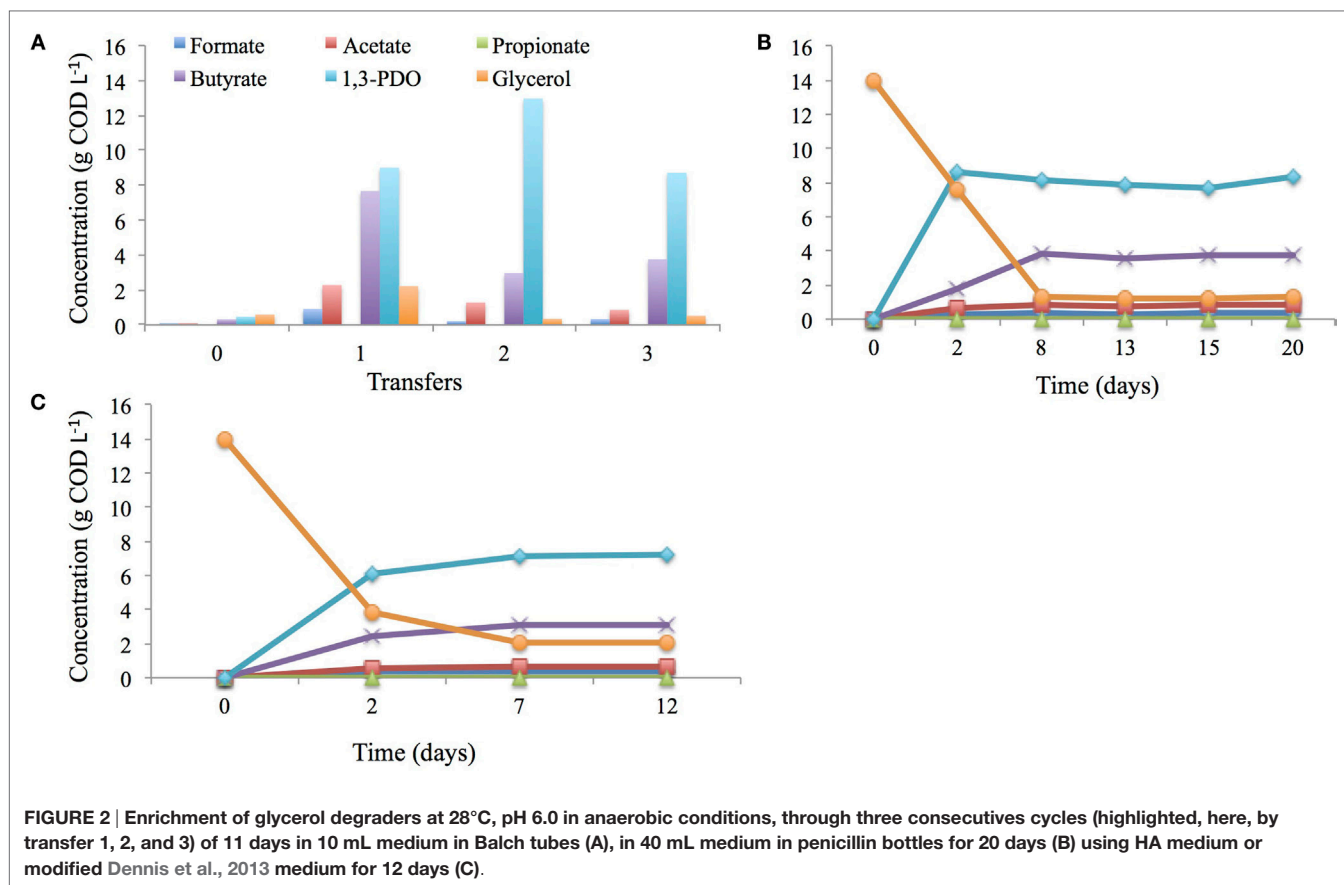 A
Concentration (g COD L-1)
16
14
12
10
8
6
4
2
0
Formate Acetate Propionate
Butyrate 1,3-PDO Glycerol
0 1 2 3
Transfers
B
16
14
12
10
8
6
4
2
0
0 2 8 13 15 20
Time (days)
C
Concentration (g COD L-1)
16
14
12
10
8
6
4
2
0
0 2 7 12
Time (days)
FIGURE 2 | Enrichment of glycerol degraders at 28°C, pH 6.0 in anaerobic conditions, through three consecutives cycles (highlighted, here, by
transfer 1, 2, and 3) of 11 days in 10 mL medium in Balch tubes (A), in 40 mL medium in penicillin bottles for 20 days (B) using HA medium or
modified Dennis et al., 2013 medium for 12 days (C).